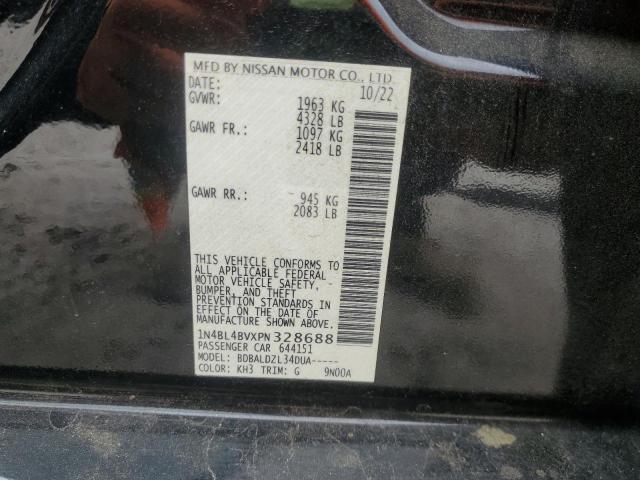 MFD BY NISSAN MOTOR CO., LTD.
DATE: 10/22
GVWR: 1963 KG
4328 LB
GAWR FR.: 1097 KG
2418 LB
GAWR RR.: 945 KG
2083 LB
THIS VEHICLE CONFORMS TO
ALL APPLICABLE FEDERAL
MOTOR VEHICLE SAFETY,
BUMPER, AND THEFT
PREVENTION STANDARDS IN
EFFECT ON THE DATE OF
MANUFACTURE SHOWN ABOVE.
1N4BL4BVXPN328688
PASSENGER CAR 644151
MODEL: BDBALDZL34DUA-----
COLOR: KH3 TRIM: G 9N00A